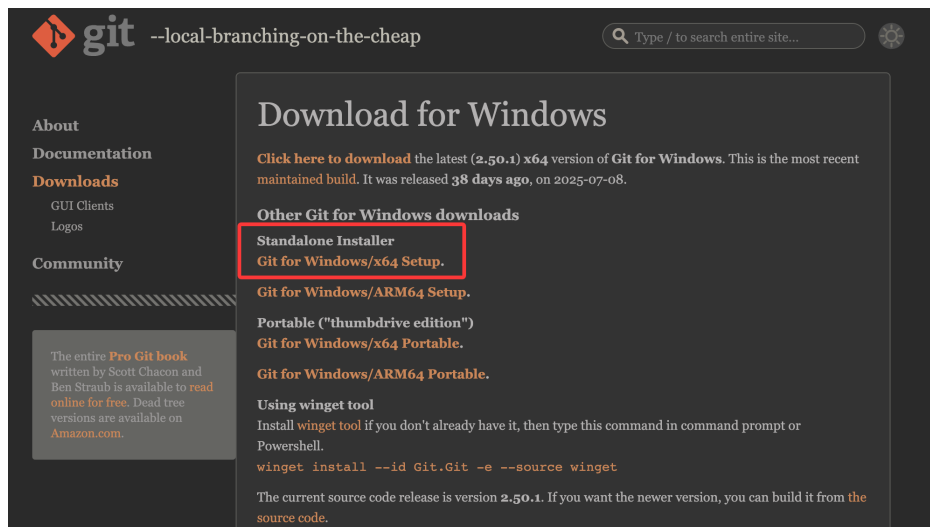 git --local-branching-on-the-cheap
Type / to search entire site...
About
Documentation
Downloads
GUI Clients
Logos
Community
The entire Pro Git book
written by Scott Chacon and
Ben Straub is available to read
online for free. Dead tree
versions are available on
Amazon.com.
Download for Windows
Click here to download the latest (2.50.1) x64 version of Git for Windows. This is the most recent
maintained build. It was released 38 days ago, on 2025-07-08.
Other Git for Windows downloads
Standalone Installer
Git for Windows/x64 Setup.
Git for Windows/ARM64 Setup.
Portable ("thumbdrive edition")
Git for Windows/x64 Portable.
Git for Windows/ARM64 Portable.
Using winget tool
Install winget tool if you don't already have it, then type this command in command prompt or
Powershell.
winget install --id Git.Git -e --source winget
The current source code release is version 2.50.1. If you want the newer version, you can build it from the
source code.